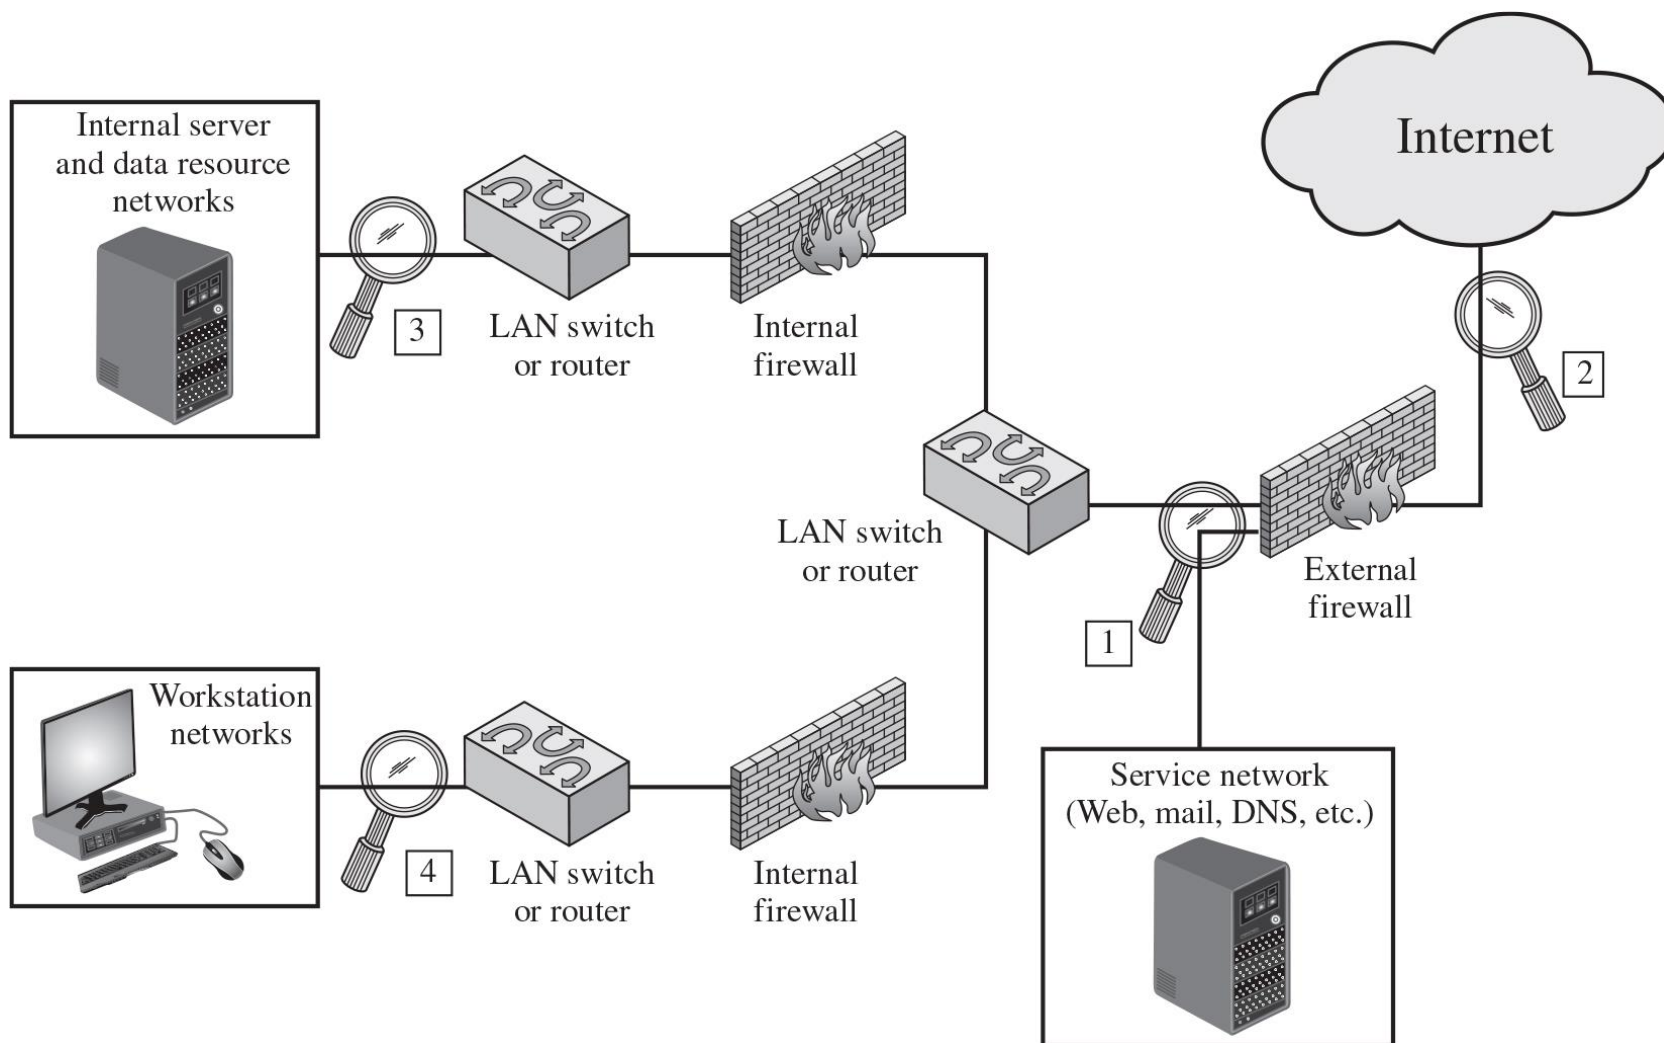 Internet
Internal server
and data resource
networks
3
LAN switch
or router
Internal
firewall
2
LAN switch
or router
External
firewall
1
Workstation
networks
4
LAN switch
or router
Internal
firewall
Service network
(Web, mail, DNS, etc.)